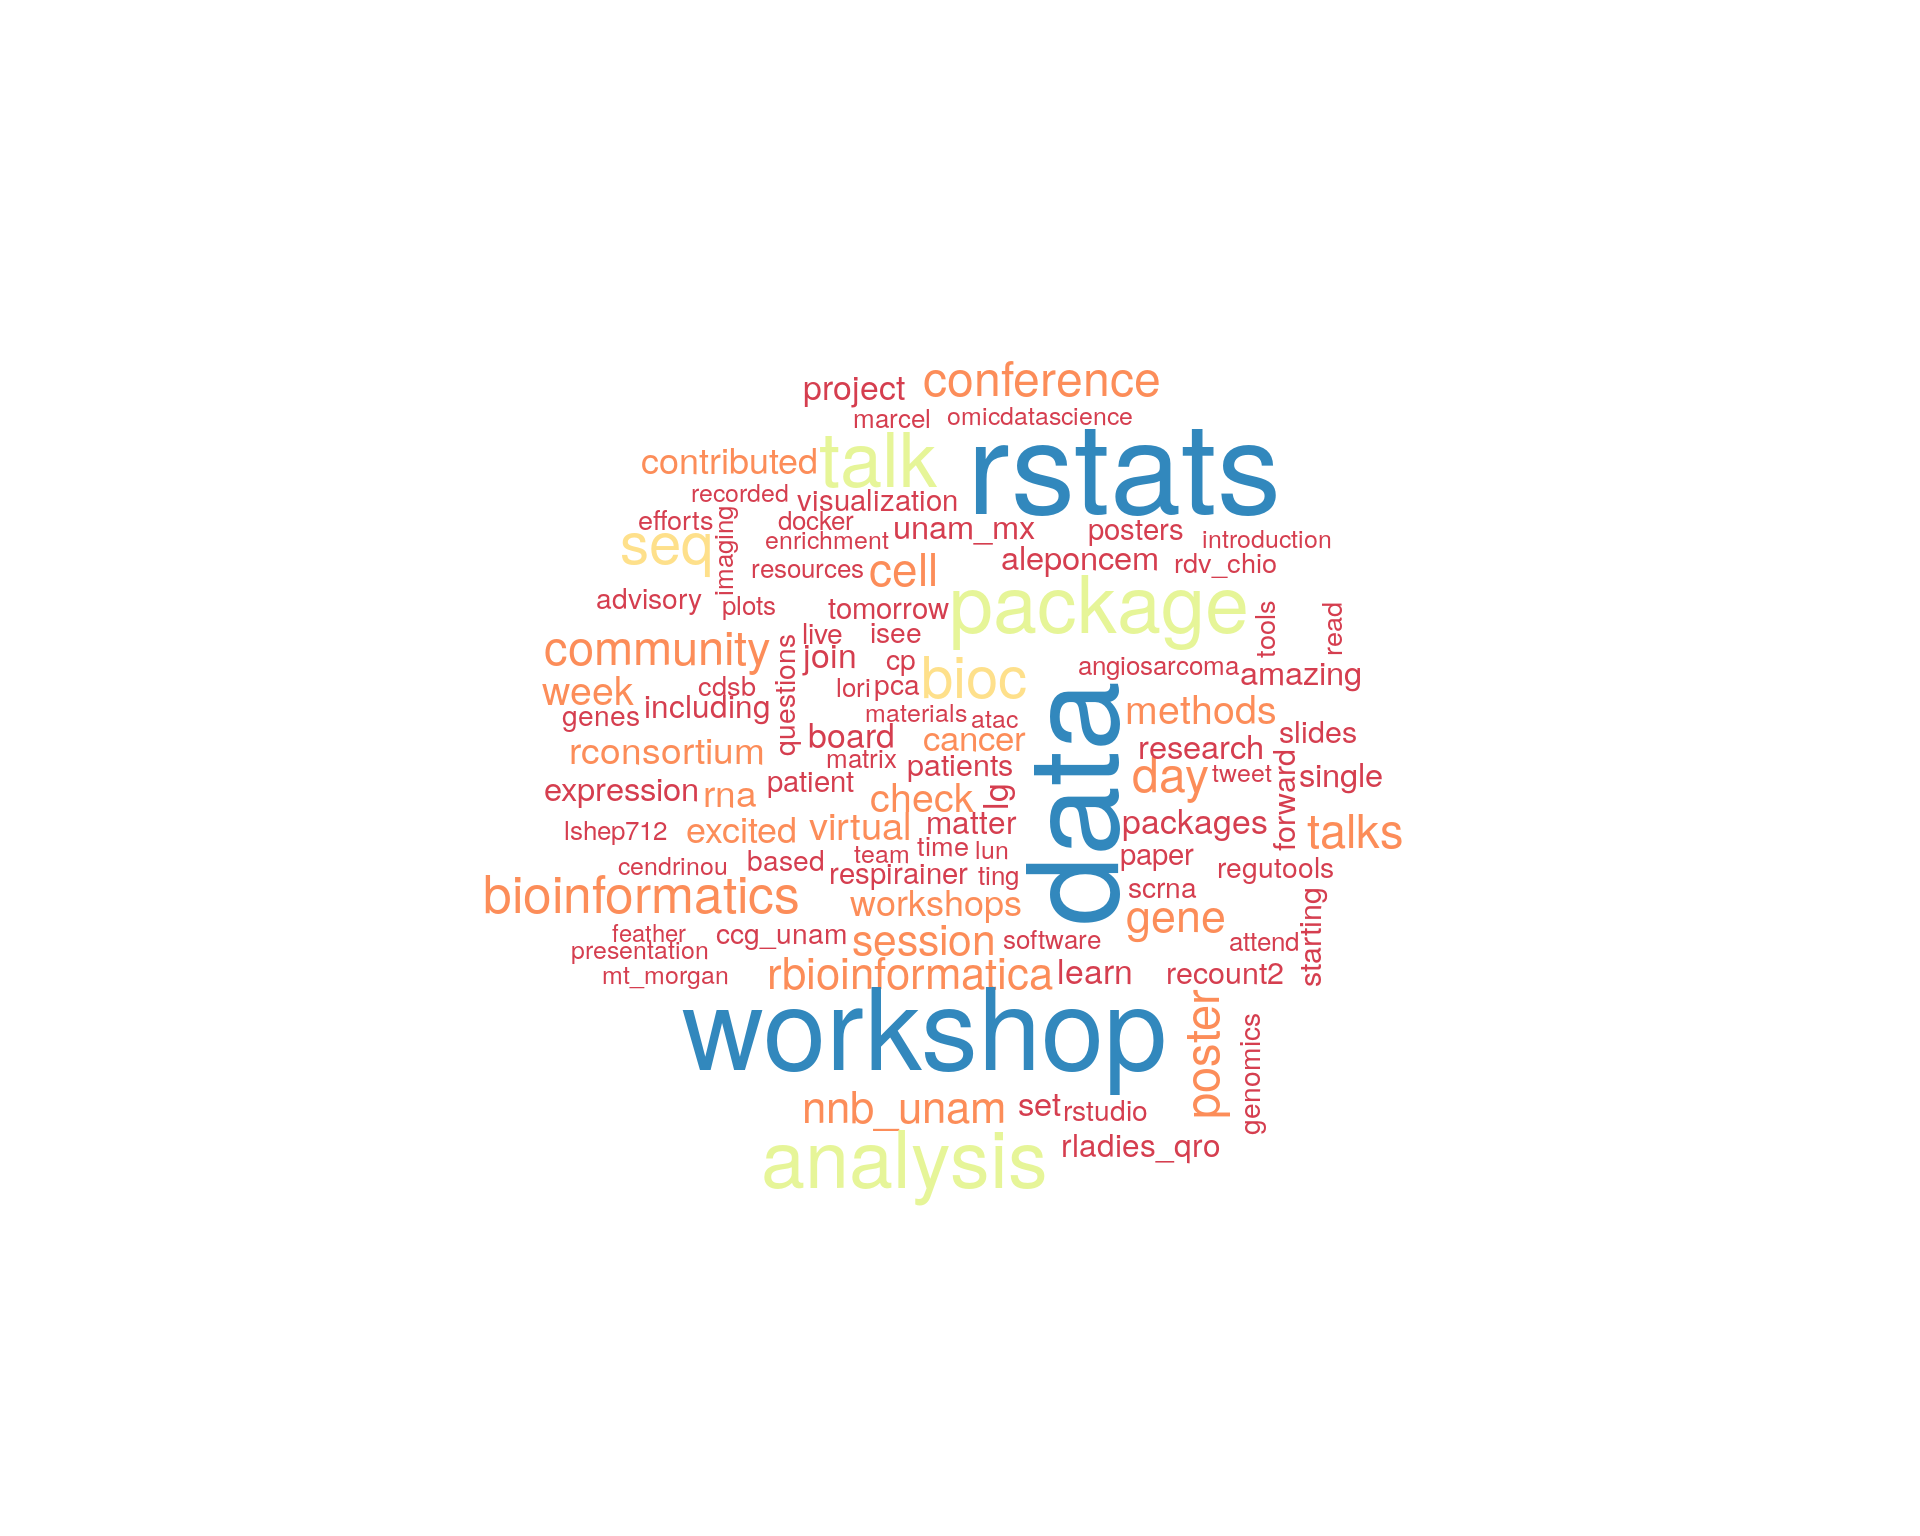 project
conference
marcel
omicdatascience
contributed
talk
rstats
recorded
visualization
efforts
imaging
docker
unam_mx
posters
introduction
seq
enrichment
aleponcem
rdv_chio
resources
cell
advisory
plots
tomorrow
package
tools
read
community
questions
live
isee
join
cp
bioc
angiosarcoma
amazing
week
cdsb
lori
pca
data
genes
including
materials
atac
methods
slides
rconsortium
board
cancer
research
matrix
patients
day
tweet
forward
single
expression
rna
patient
check
lg
lshep712
excited
virtual
matter
packages
talks
cendrinou
based
team
time
lun
paper
regutools
bioinformatics
respirainer
ting
scrna
starting
workshops
gene
feather
ccg_unam
session
software
attend
presentation
mt_morgan
rbioinformatica
learn
recount2
workshop
poster
genomics
nnb_unam
set
rstudio
analysis
rladies_qro